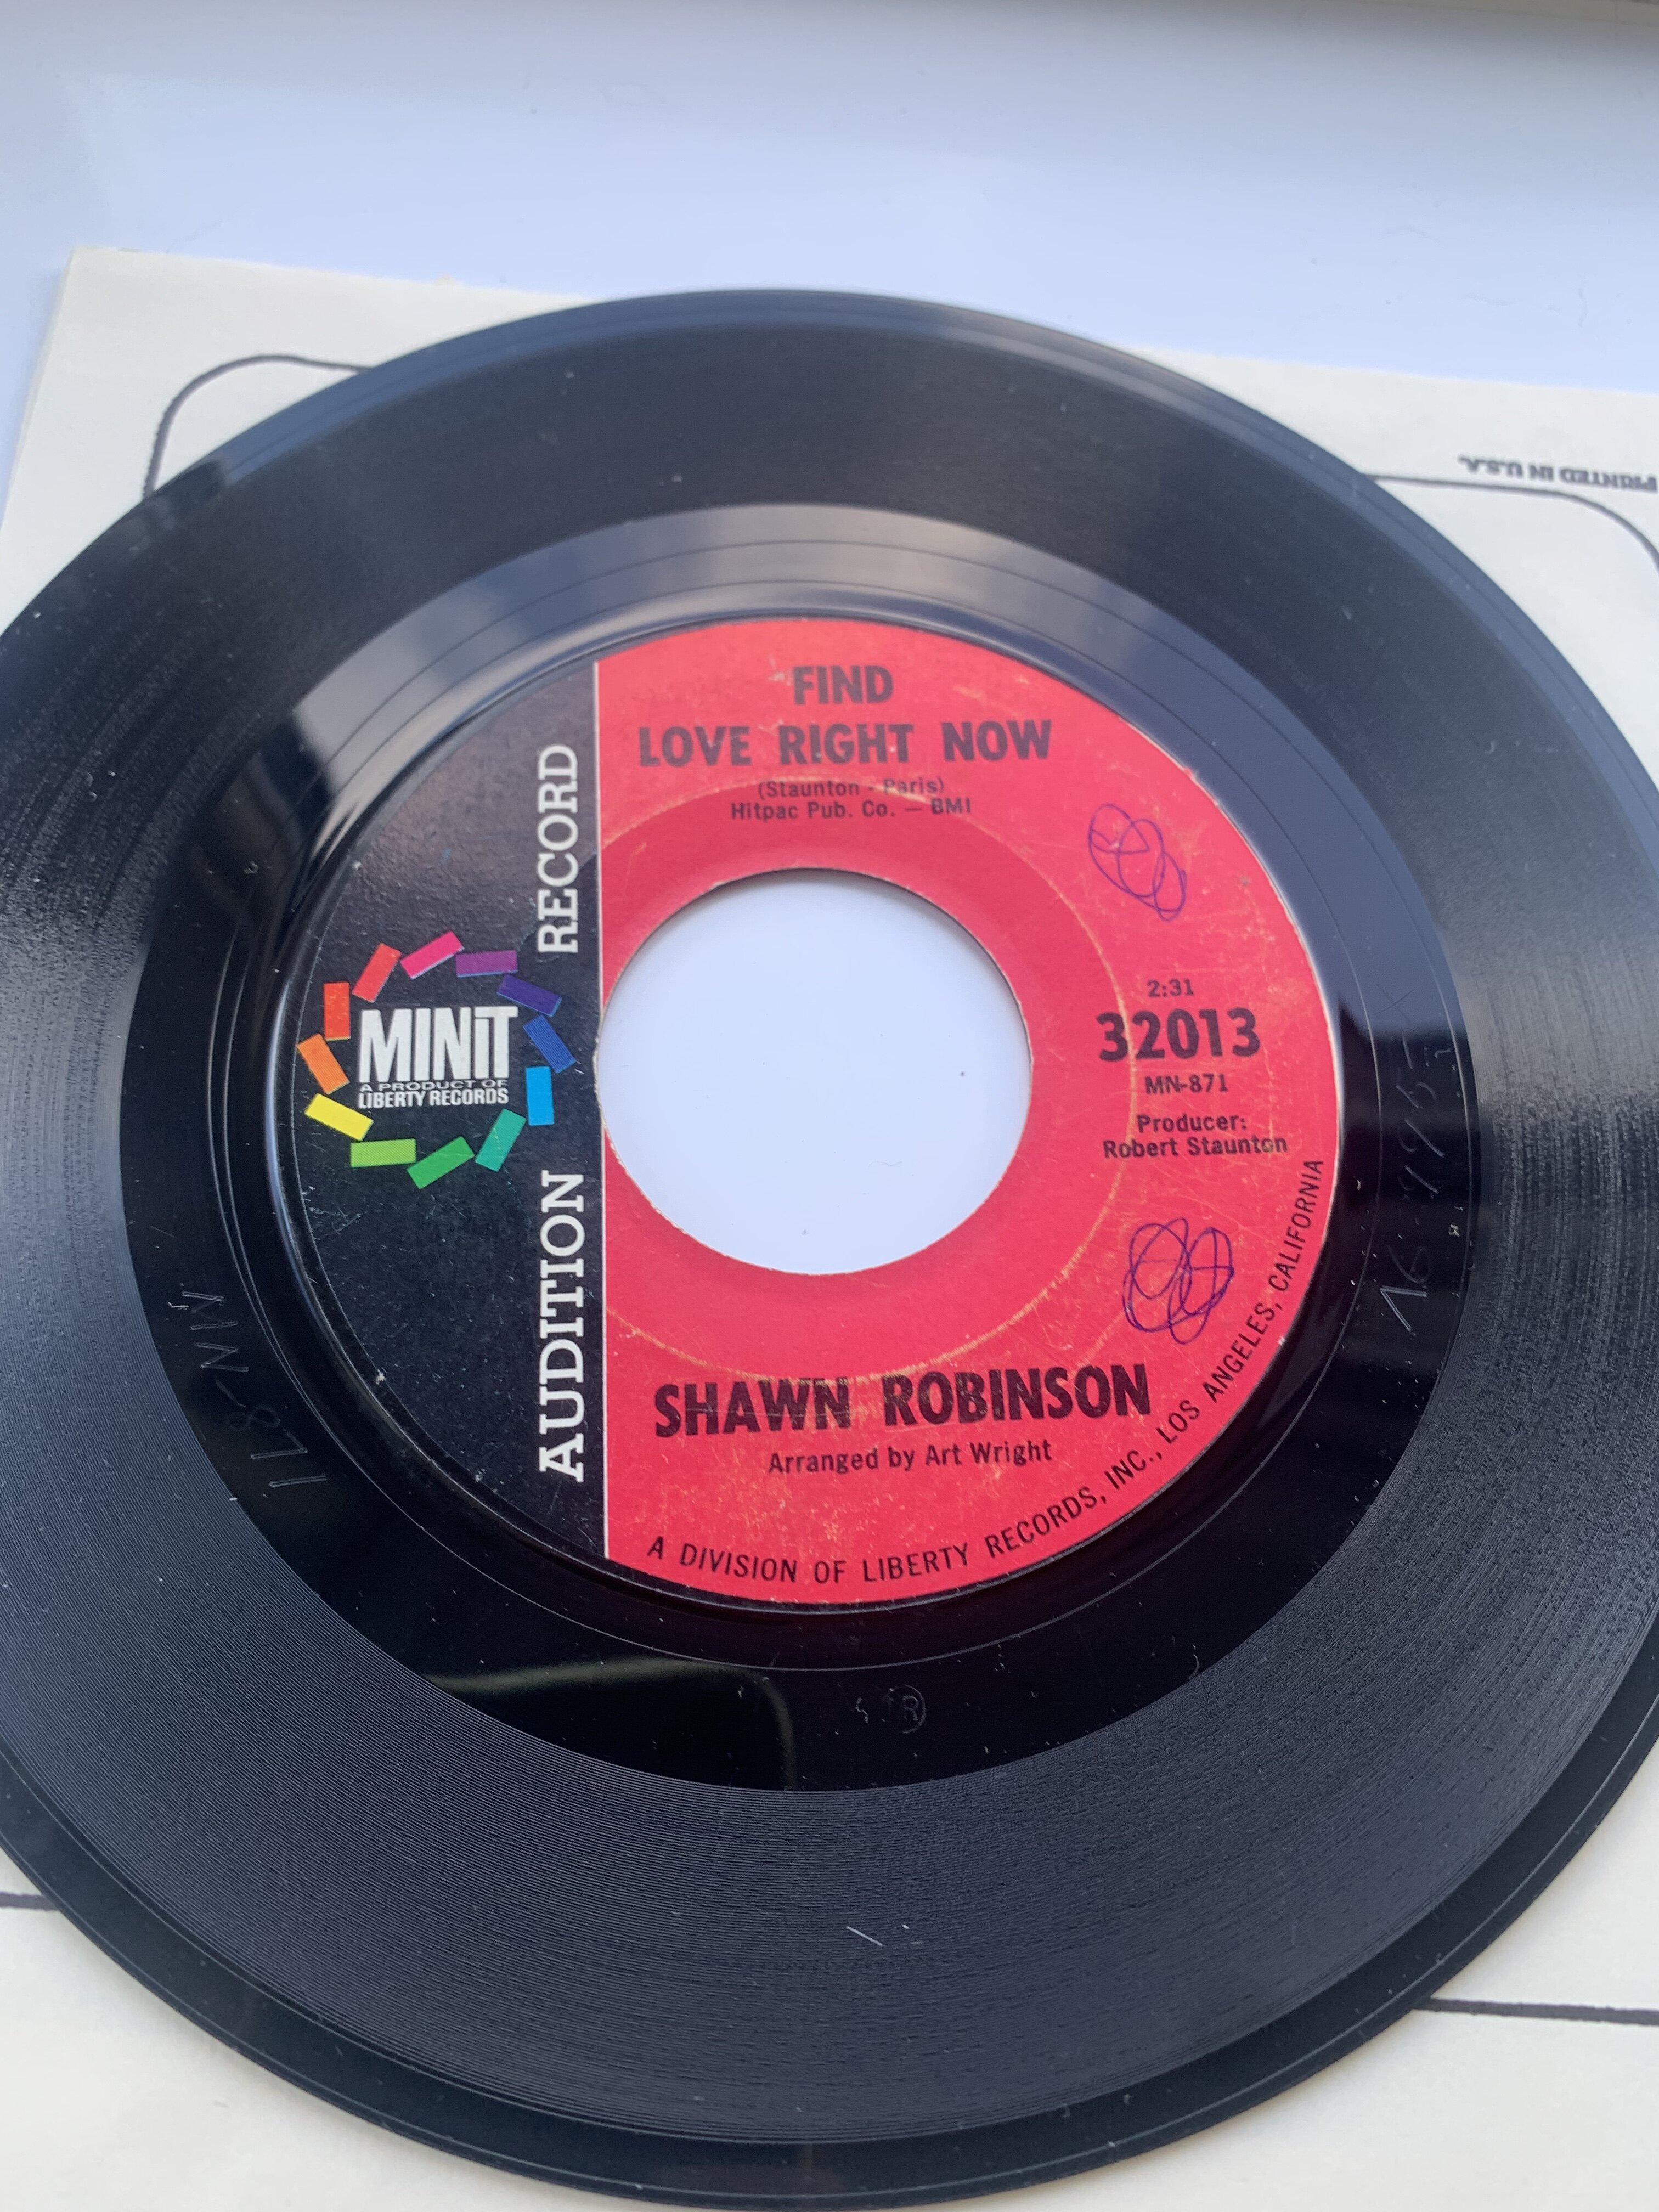 PRINTED IN U.S.A.
FIND
LOVE RIGHT NOW
(Staunton - Paris)
Hitpac Pub. Co. — BMI
AUDITION RECORD
MINIT
A PRODUCT OF
LIBERTY RECORDS
2:31
32013
MN-871
Producer:
Robert Staunton
SHAWN ROBINSON
Arranged by Art Wright
A DIVISION OF LIBERTY RECORDS, INC., LOS ANGELES, CALIFORNIA
MN-871